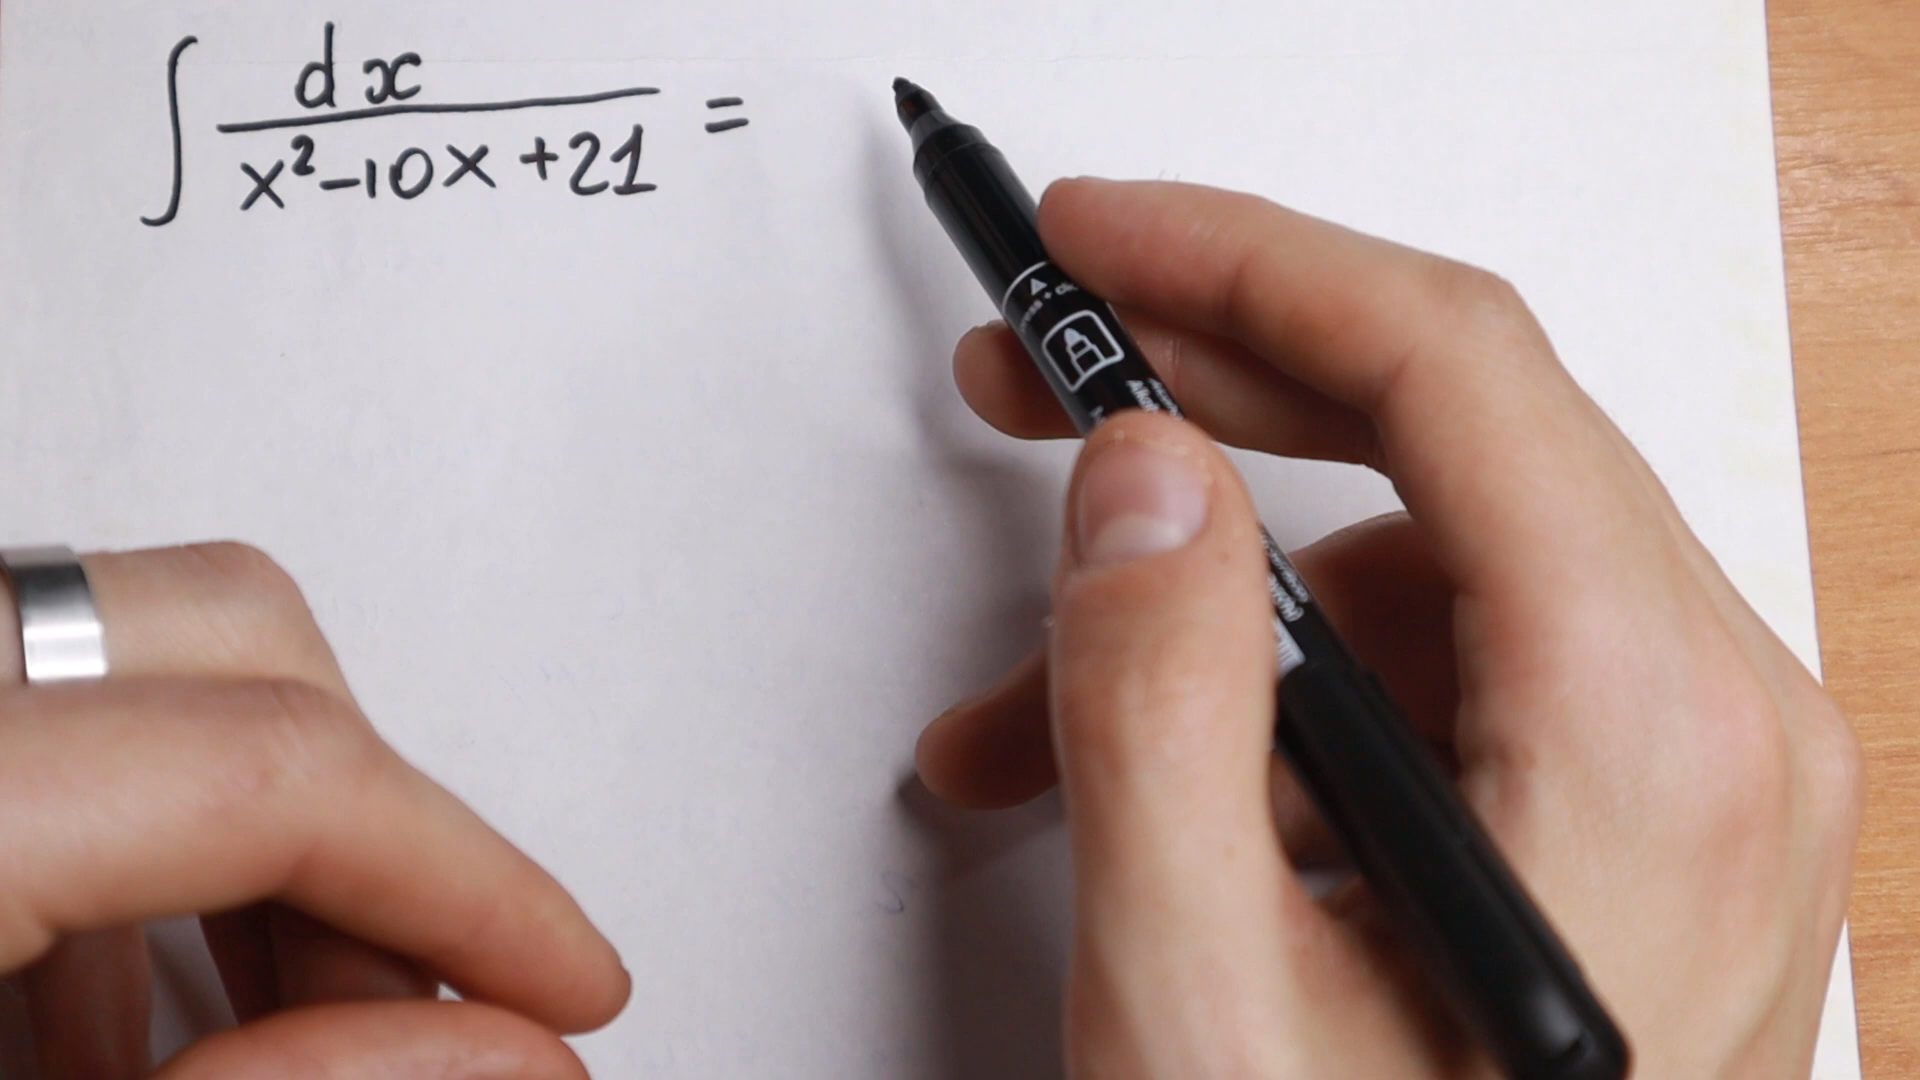 ∫ dx / (x² - 10x + 21) =